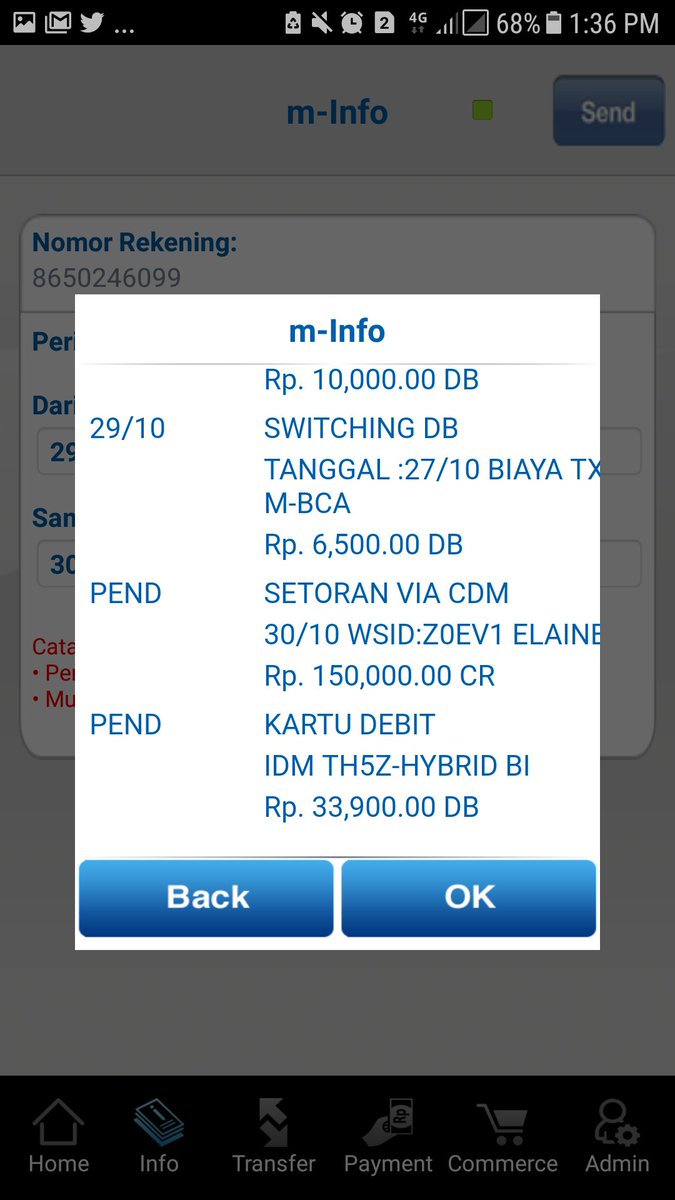 ... 2 4G 68% 1:36 PM
m-Info
Send
Nomor Rekening:
8650246099
Peri
Dari
29
Sam
30
Cata
• Per
• Mu
m-Info
Rp. 10,000.00 DB
29/10 SWITCHING DB
TANGGAL :27/10 BIAYA TX
M-BCA
Rp. 6,500.00 DB
PEND SETORAN VIA CDM
30/10 WSID:Z0EV1 ELAINE
Rp. 150,000.00 CR
PEND KARTU DEBIT
IDM TH5Z-HYBRID BI
Rp. 33,900.00 DB
Back OK
Home Info Transfer Payment Commerce Admin